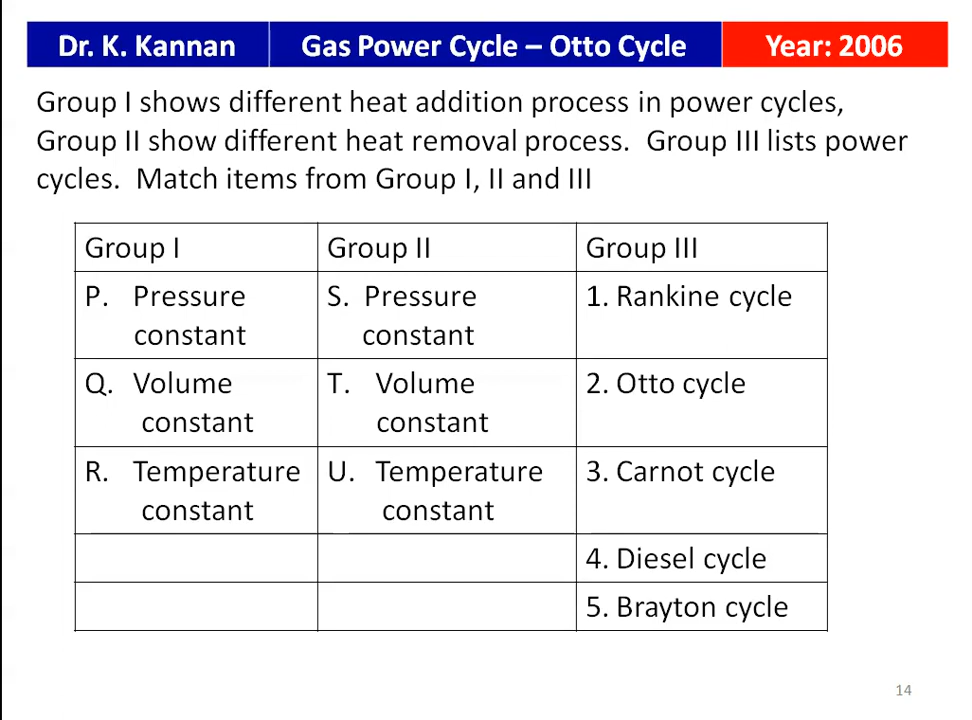 Dr. K. Kannan Gas Power Cycle – Otto Cycle Year: 2006
Group I shows different heat addition process in power cycles,
Group II show different heat removal process. Group III lists power
cycles. Match items from Group I, II and III
Group I Group II Group III
P. Pressure constant S. Pressure constant 1. Rankine cycle
Q. Volume constant T. Volume constant 2. Otto cycle
R. Temperature constant U. Temperature constant 3. Carnot cycle
4. Diesel cycle
5. Brayton cycle
14